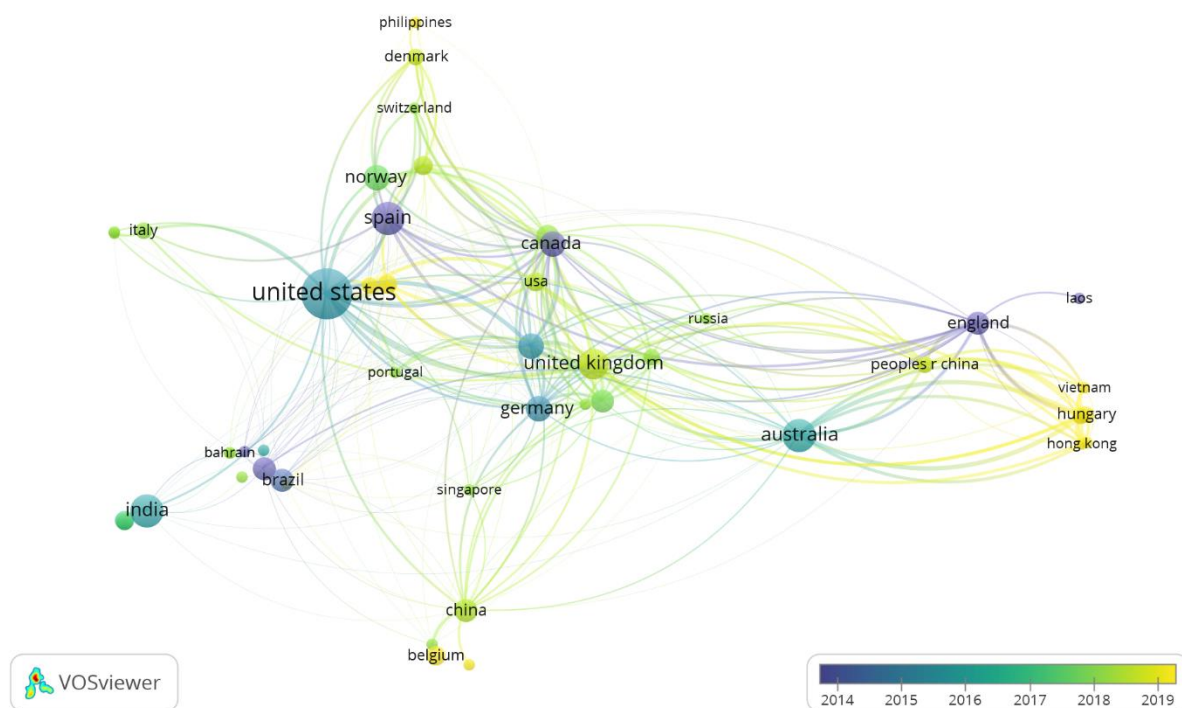 philippines
denmark
switzerland
norway
spain
italy
canada
usa
united states
laos
russia
england
united kingdom
peoples r china
portugal
vietnam
germany
hungary
australia
hong kong
bahrain
brazil
singapore
india
china
belgium
VOSviewer
2014 2015 2016 2017 2018 2019